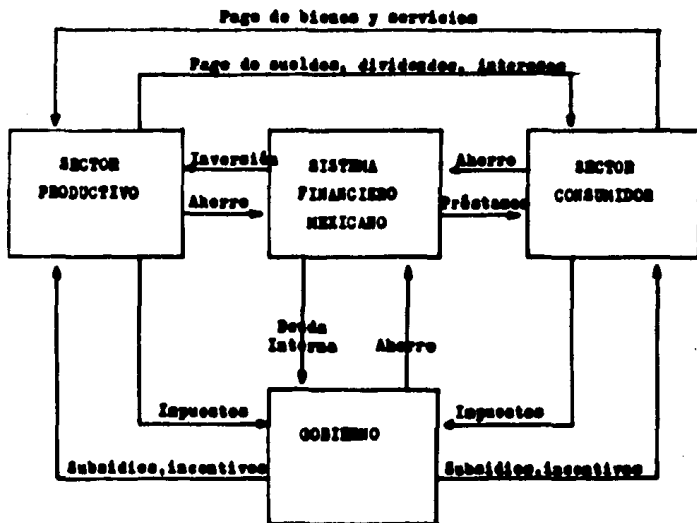 Pago de bienes y servicios
Pago de sueldos, dividendos, intereses
SECTOR
PRODUCTIVO
Inversión
Ahorro
SISTEMA
FINANCIERO
MEXICANO
Ahorro
Préstamos
SECTOR
CONSUMIDOR
Deuda
Interna
Ahorro
Impuestos
GOBIERNO
Impuestos
Subsidios, incentivos
Subsidios, incentivos